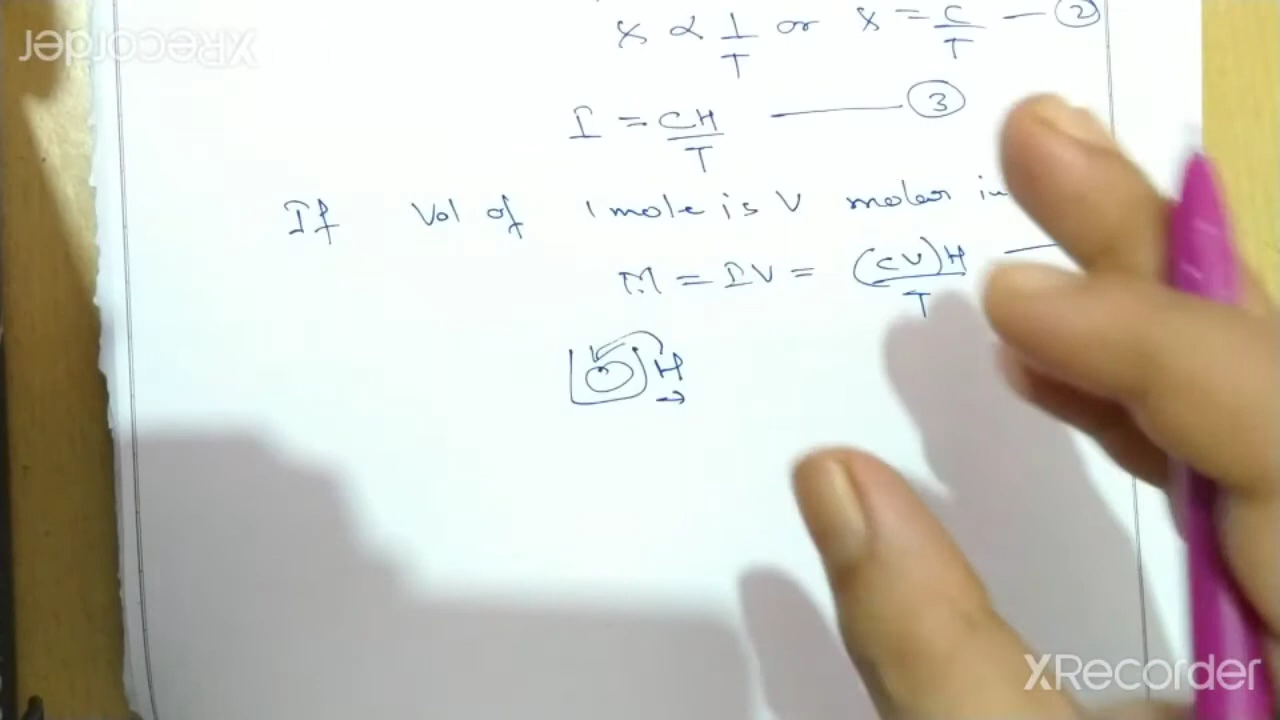 XRecorder
x ∝ 1/T or x = C/T — ②
I = CH/T — ③
If Vol of 1 mole is V molar
M = IV = (CV)H/T —
H
→
XRecorder